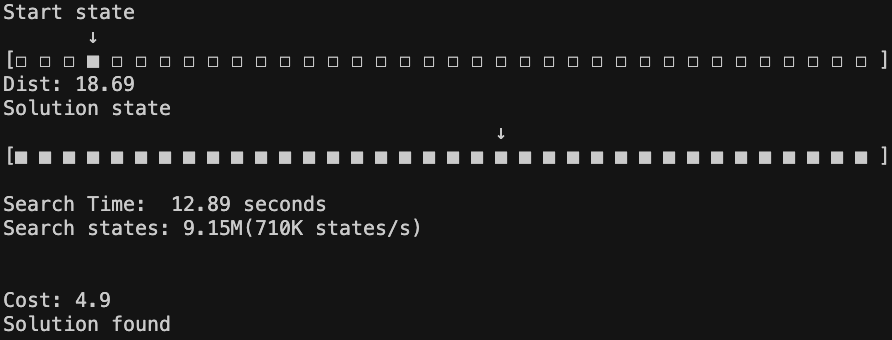 Start state
↓
[□ □ □ ■ □ □ □ □ □ □ □ □ □ □ □ □ □ □ □ □ □ □ □ □ □ □ □ □ □ □ □ □ □ □ □ □ ]
Dist: 18.69
Solution state
↓
[■ ■ ■ ■ ■ ■ ■ ■ ■ ■ ■ ■ ■ ■ ■ ■ ■ ■ ■ ■ ■ ■ ■ ■ ■ ■ ■ ■ ■ ■ ■ ■ ■ ■ ■ ■ ]
Search Time:  12.89 seconds
Search states: 9.15M(710K states/s)
Cost: 4.9
Solution found